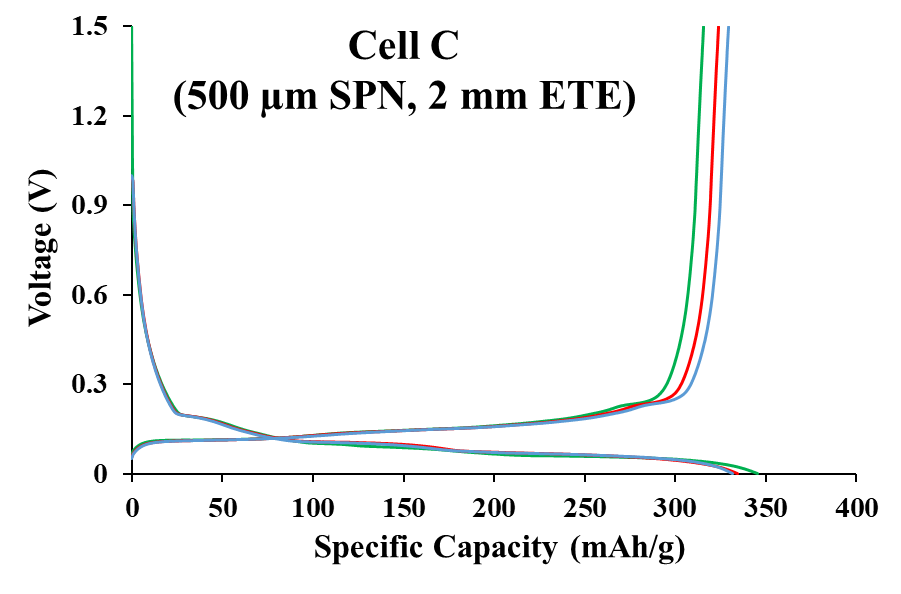 Cell C
(500 µm SPN, 2 mm ETE)
1.5
1.2
0.9
0.6
0.3
0
Voltage (V)
0 50 100 150 200 250 300 350 400
Specific Capacity (mAh/g)